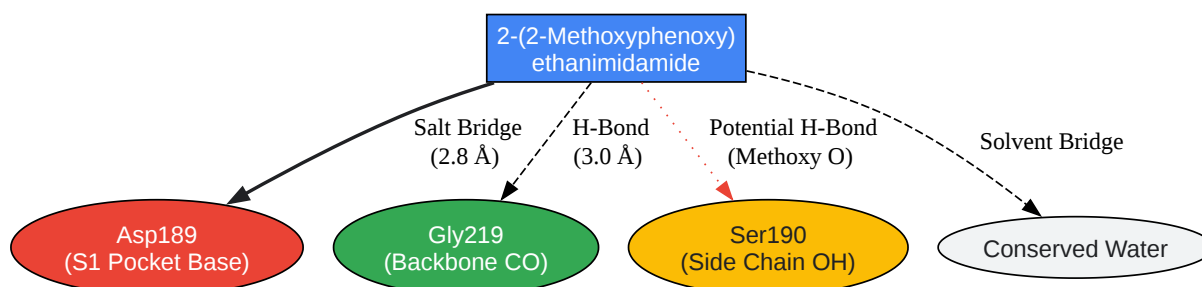 2-(2-Methoxyphenoxy)
ethanimidamide
Salt Bridge
(2.8 Å)
H-Bond
(3.0 Å)
Potential H-Bond
(Methoxy O)
Solvent Bridge
Asp189
(S1 Pocket Base)
Gly219
(Backbone CO)
Ser190
(Side Chain OH)
Conserved Water